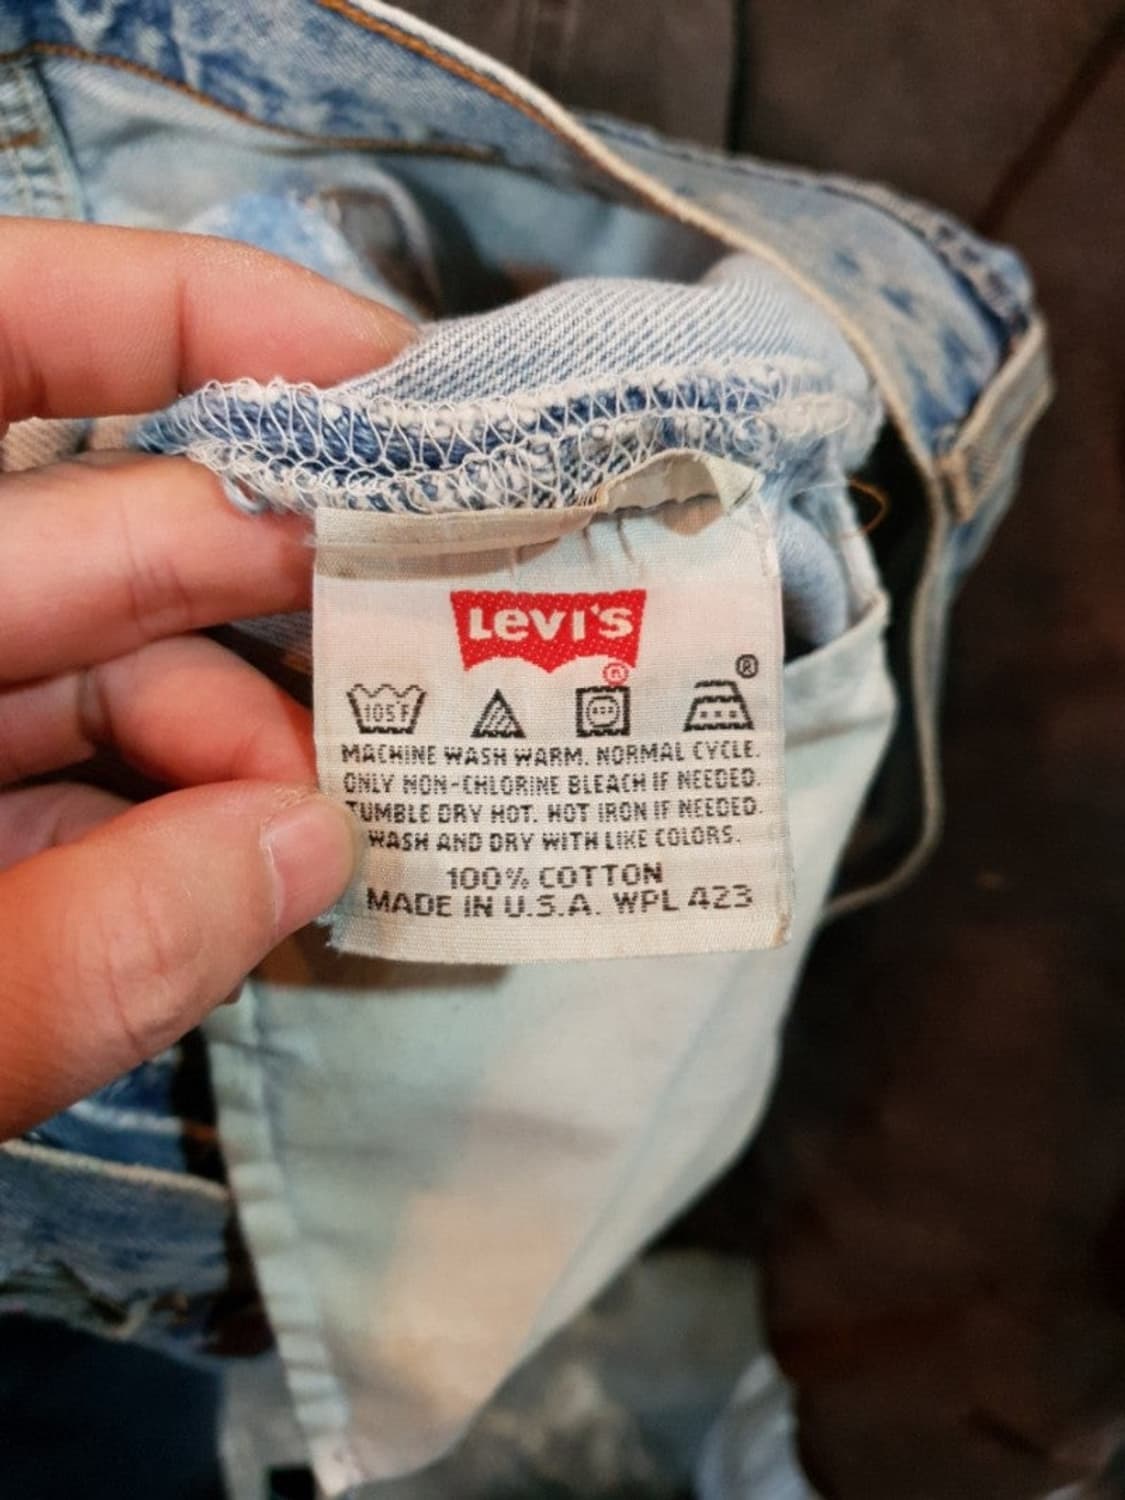 Levi's
®
®
105°F
MACHINE WASH WARM. NORMAL CYCLE.
ONLY NON-CHLORINE BLEACH IF NEEDED.
TUMBLE DRY HOT. HOT IRON IF NEEDED.
WASH AND DRY WITH LIKE COLORS.
100% COTTON
MADE IN U.S.A. WPL 423